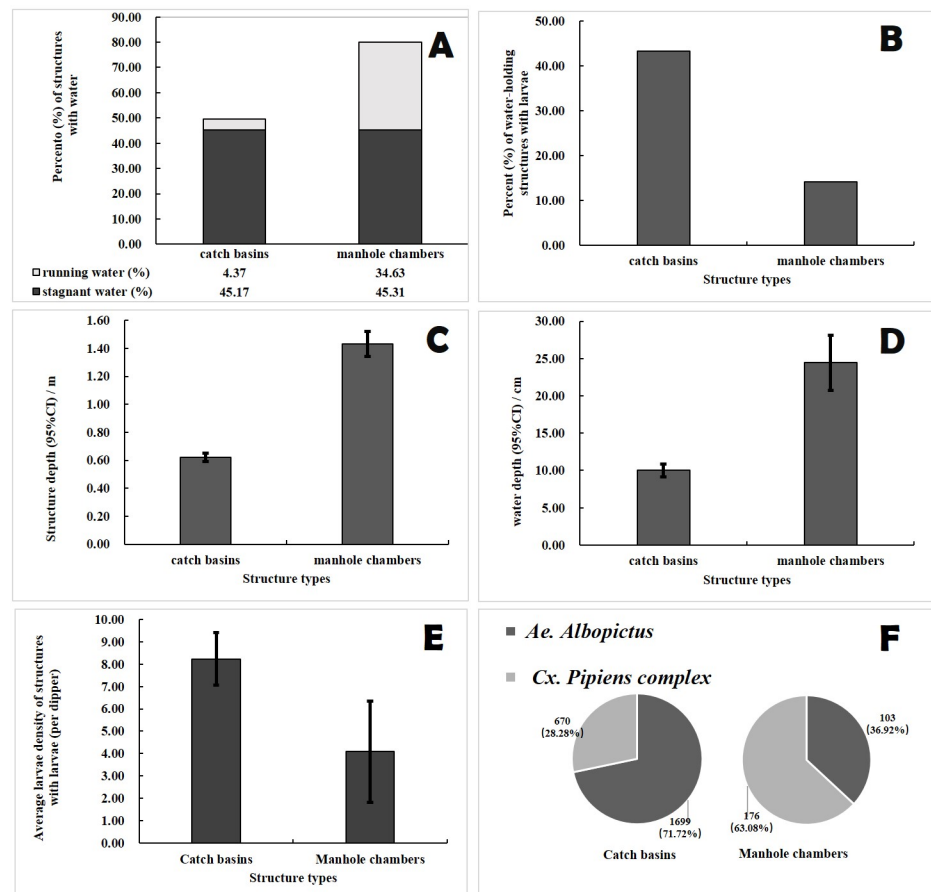 A
Percento (%) of structures
with water
90.00
80.00
70.00
60.00
50.00
40.00
30.00
20.00
10.00
0.00
catch basins manhole chambers
running water (%) 4.37 34.63
stagnant water (%) 45.17 45.31
B
Percent (%) of water-holding
structures with larvae
50.00
40.00
30.00
20.00
10.00
0.00
catch basins manhole chambers
Structure types
C
Structure depth (95%CI) / m
1.60
1.40
1.20
1.00
0.80
0.60
0.40
0.20
0.00
catch basins manhole chambers
Structure types
D
water depth (95%CI) / cm
30.00
25.00
20.00
15.00
10.00
5.00
0.00
catch basins manhole chambers
Structure types
E
Average larvae density of structures
with larvae (per dipper)
10.00
9.00
8.00
7.00
6.00
5.00
4.00
3.00
2.00
1.00
0.00
Catch basins Manhole chambers
Structure types
F
Ae. Albopictus
Cx. Pipiens complex
670
(28.28%)
1699
(71.72%)
Catch basins
103
(36.92%)
176
(63.08%)
Manhole chambers